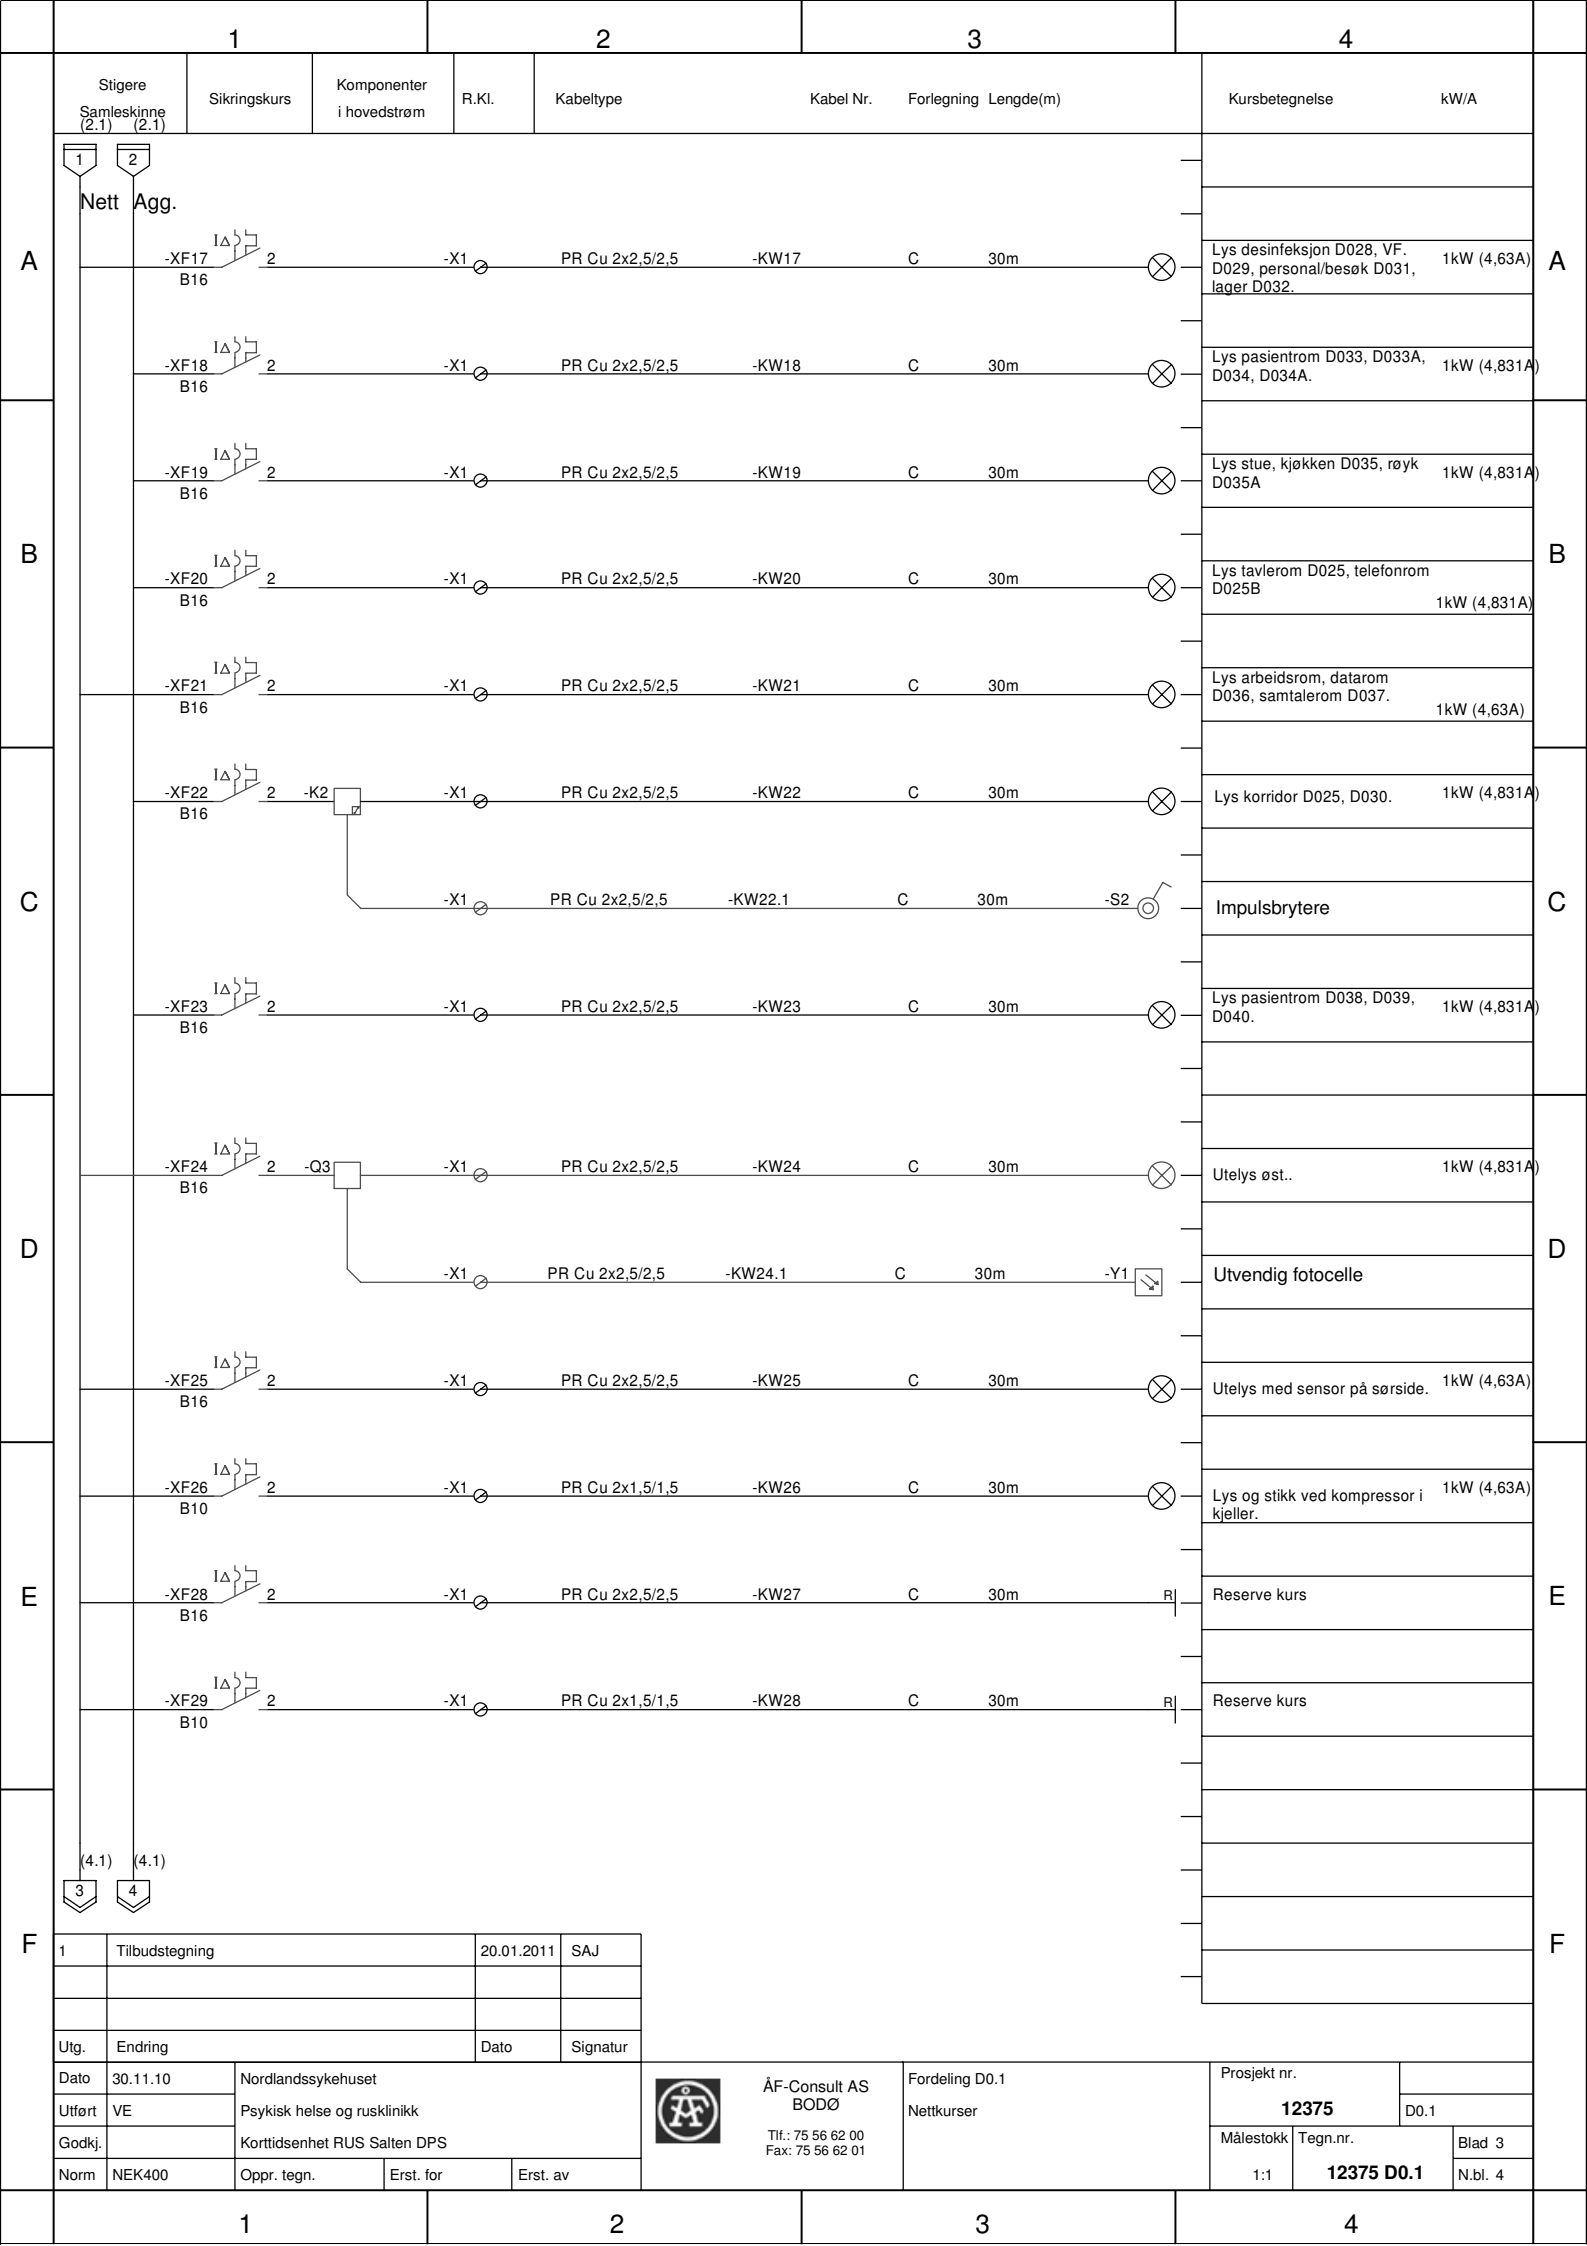 1 2 3 4
Stigere
Samleskinne
Sikringskurs
Komponenter
i hovedstrøm
R.Kl.
Kabeltype
Kabel Nr.
Forlegning
Lengde(m)
Kursbetegnelse
kW/A
(2.1) (2.1)
1 2
Nett Agg.
A A
-XF17 I∆ 2 -X1 PR Cu 2x2,5/2,5 -KW17 C 30m
B16
Lys desinfeksjon D028, VF. 1kW (4,63A)
D029, personal/besøk D031,
lager D032.
-XF18 I∆ 2 -X1 PR Cu 2x2,5/2,5 -KW18 C 30m
B16
Lys pasientrom D033, D033A, 1kW (4,831A)
D034, D034A.
B B
-XF19 I∆ 2 -X1 PR Cu 2x2,5/2,5 -KW19 C 30m
B16
Lys stue, kjøkken D035, røyk 1kW (4,831A)
D035A
-XF20 I∆ 2 -X1 PR Cu 2x2,5/2,5 -KW20 C 30m
B16
Lys tavlerom D025, telefonrom
D025B
1kW (4,831A)
-XF21 I∆ 2 -X1 PR Cu 2x2,5/2,5 -KW21 C 30m
B16
Lys arbeidsrom, datarom
D036, samtalerom D037.
1kW (4,63A)
C C
-XF22 I∆ 2 -K2 -X1 PR Cu 2x2,5/2,5 -KW22 C 30m
B16
Lys korridor D025, D030. 1kW (4,831A)
-X1 PR Cu 2x2,5/2,5 -KW22.1 C 30m -S2
Impulsbrytere
-XF23 I∆ 2 -X1 PR Cu 2x2,5/2,5 -KW23 C 30m
B16
Lys pasientrom D038, D039, 1kW (4,831A)
D040.
D D
-XF24 I∆ 2 -Q3 -X1 PR Cu 2x2,5/2,5 -KW24 C 30m
B16
Utelys øst.. 1kW (4,831A)
-X1 PR Cu 2x2,5/2,5 -KW24.1 C 30m -Y1
Utvendig fotocelle
-XF25 I∆ 2 -X1 PR Cu 2x2,5/2,5 -KW25 C 30m
B16
Utelys med sensor på sørside. 1kW (4,63A)
E E
-XF26 I∆ 2 -X1 PR Cu 2x1,5/1,5 -KW26 C 30m
B10
Lys og stikk ved kompressor i 1kW (4,63A)
kjeller.
-XF28 I∆ 2 -X1 PR Cu 2x2,5/2,5 -KW27 C 30m R
B16
Reserve kurs
-XF29 I∆ 2 -X1 PR Cu 2x1,5/1,5 -KW28 C 30m R
B10
Reserve kurs
(4.1) (4.1)
3 4
F F
1 Tilbudstegning 20.01.2011 SAJ
Utg. Endring Dato Signatur
Dato 30.11.10 Nordlandssykehuset
Utført VE Psykisk helse og rusklinikk
Godkj. Korttidsenhet RUS Salten DPS
Norm NEK400 Oppr. tegn. Erst. for Erst. av
ÅF
ÅF-Consult AS
BODØ
Tlf.: 75 56 62 00
Fax: 75 56 62 01
Fordeling D0.1
Nettkurser
Prosjekt nr.
12375 D0.1
Målestokk Tegn.nr. Blad 3
1:1 12375 D0.1 N.bl. 4
1 2 3 4